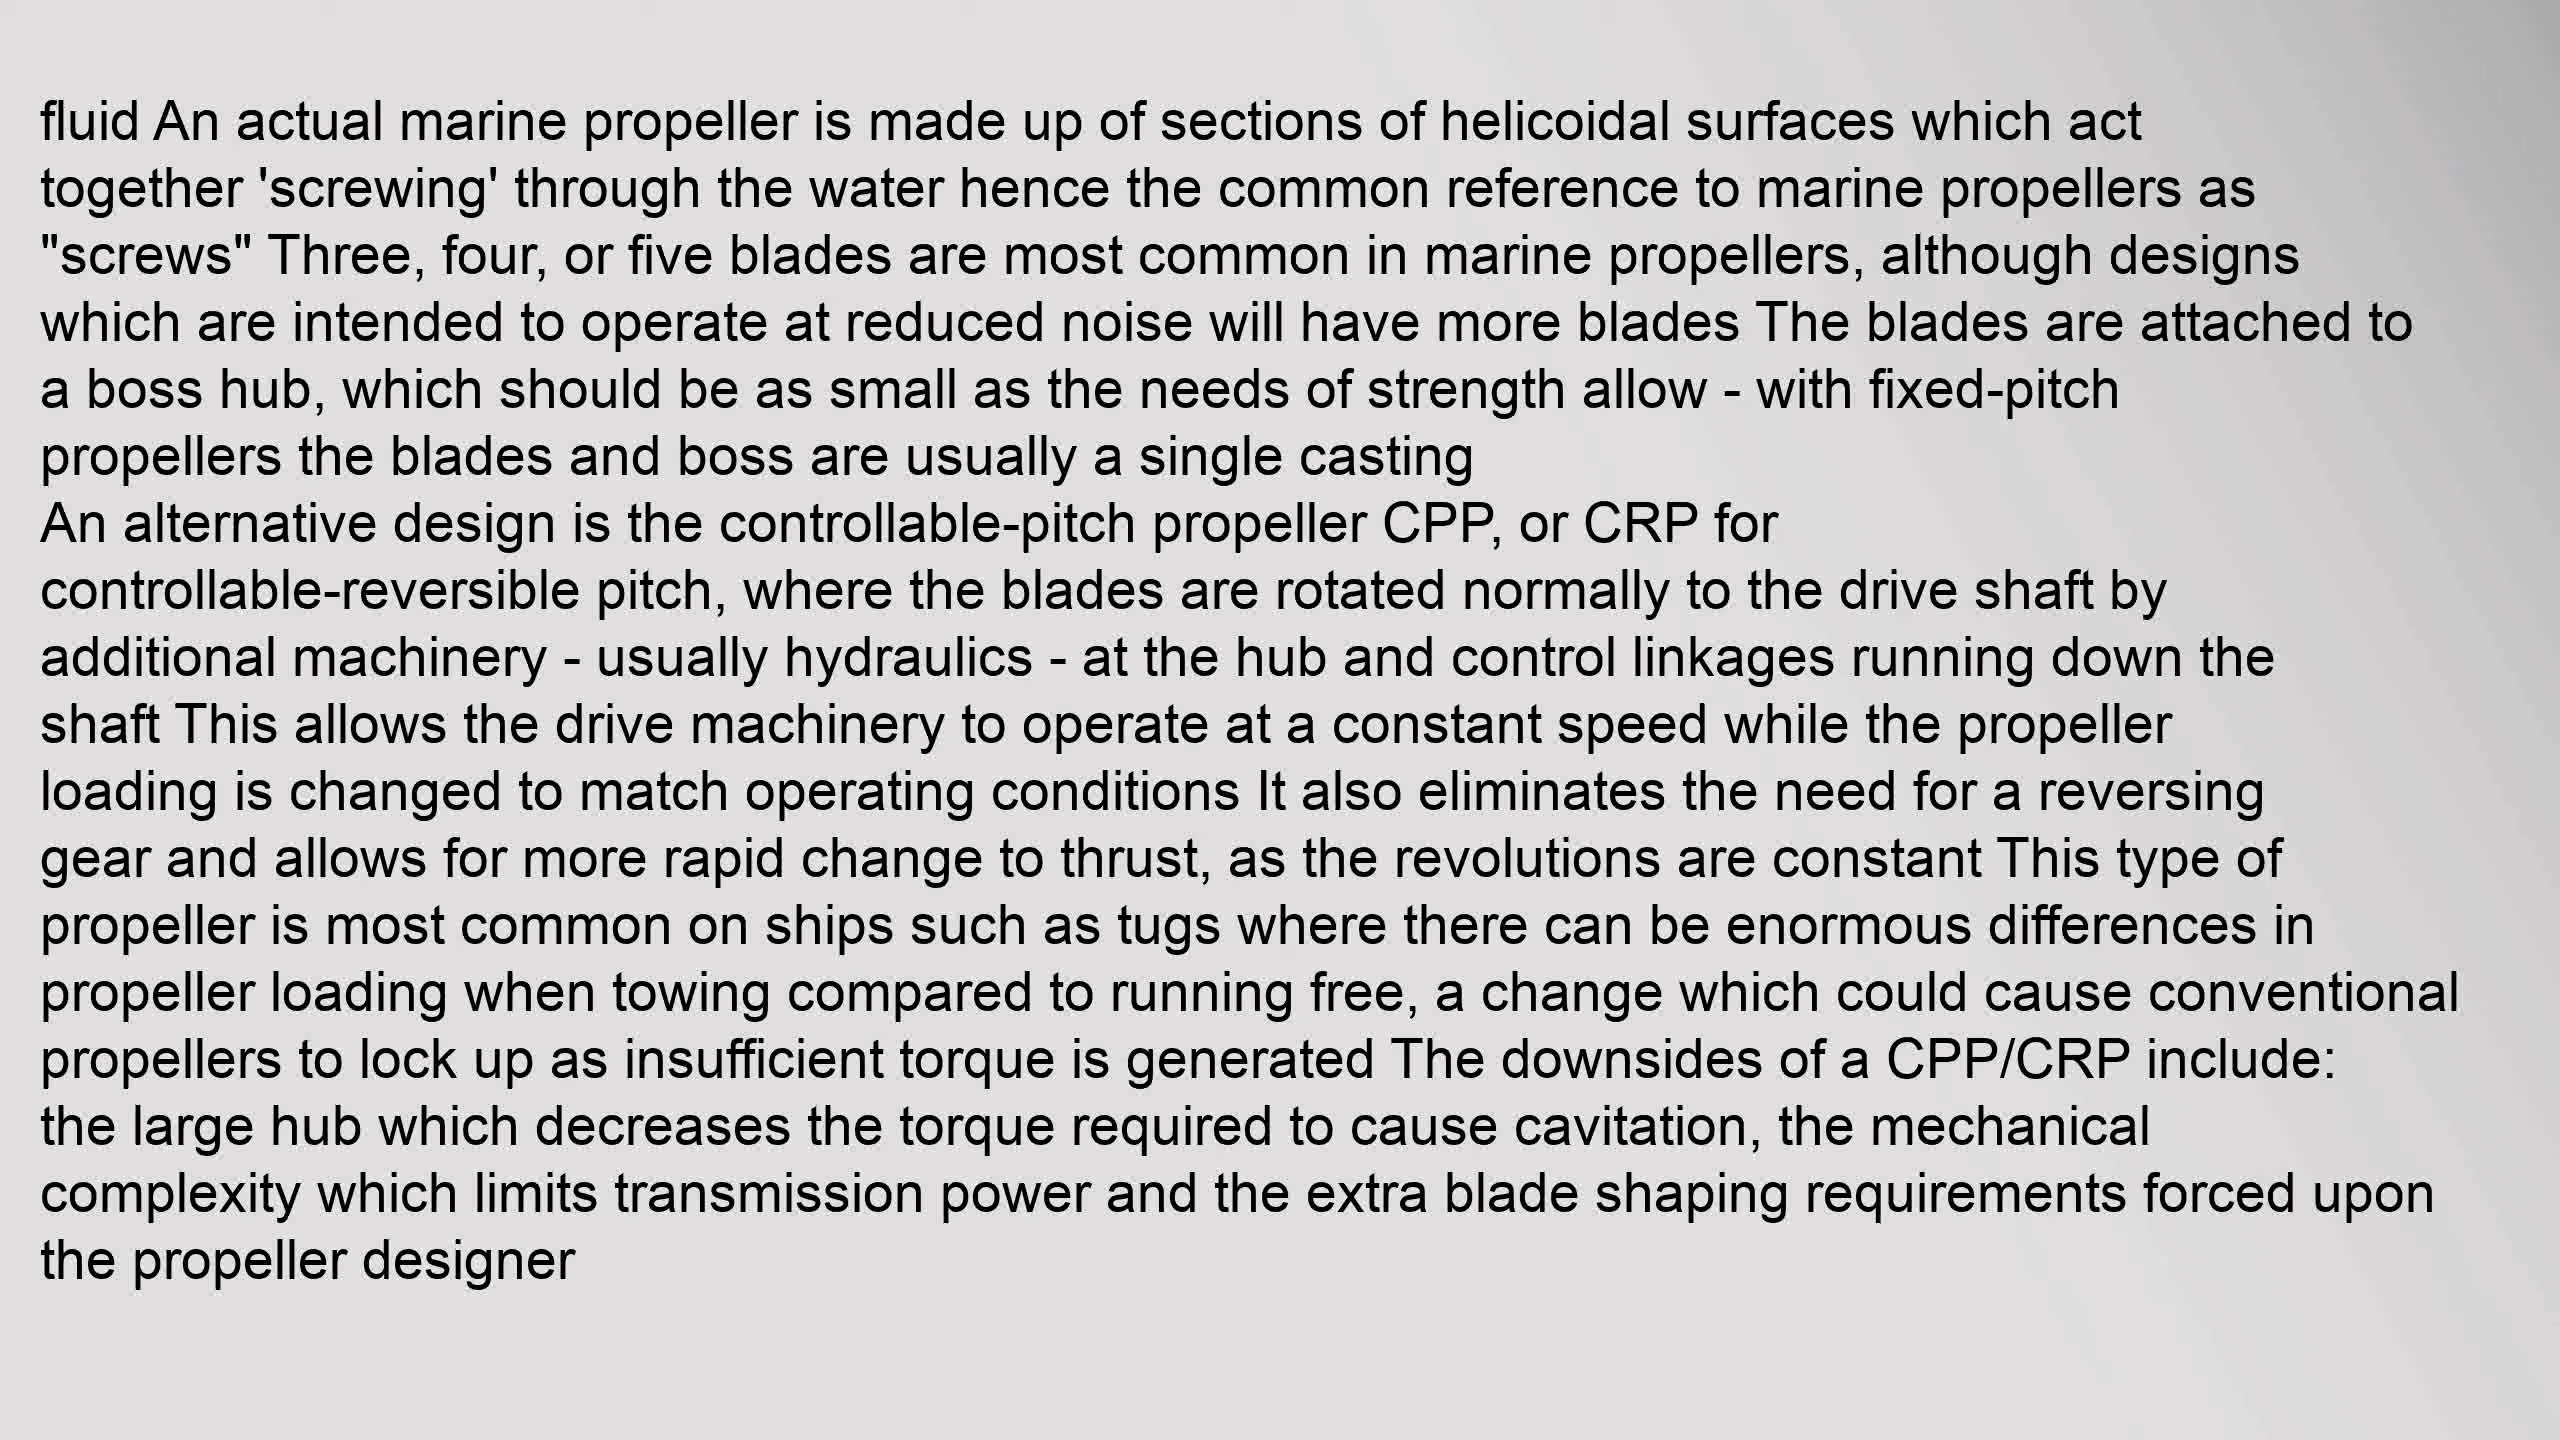 fluid An actual marine propeller is made up of sections of helicoidal surfaces which act
together 'screwing' through the water hence the common reference to marine propellers as
"screws" Three, four, or five blades are most common in marine propellers, although designs
which are intended to operate at reduced noise will have more blades The blades are attached to
a boss hub, which should be as small as the needs of strength allow - with fixed-pitch
propellers the blades and boss are usually a single casting
An alternative design is the controllable-pitch propeller CPP, or CRP for
controllable-reversible pitch, where the blades are rotated normally to the drive shaft by
additional machinery - usually hydraulics - at the hub and control linkages running down the
shaft This allows the drive machinery to operate at a constant speed while the propeller
loading is changed to match operating conditions It also eliminates the need for a reversing
gear and allows for more rapid change to thrust, as the revolutions are constant This type of
propeller is most common on ships such as tugs where there can be enormous differences in
propeller loading when towing compared to running free, a change which could cause conventional
propellers to lock up as insufficient torque is generated The downsides of a CPP/CRP include:
the large hub which decreases the torque required to cause cavitation, the mechanical
complexity which limits transmission power and the extra blade shaping requirements forced upon
the propeller designer